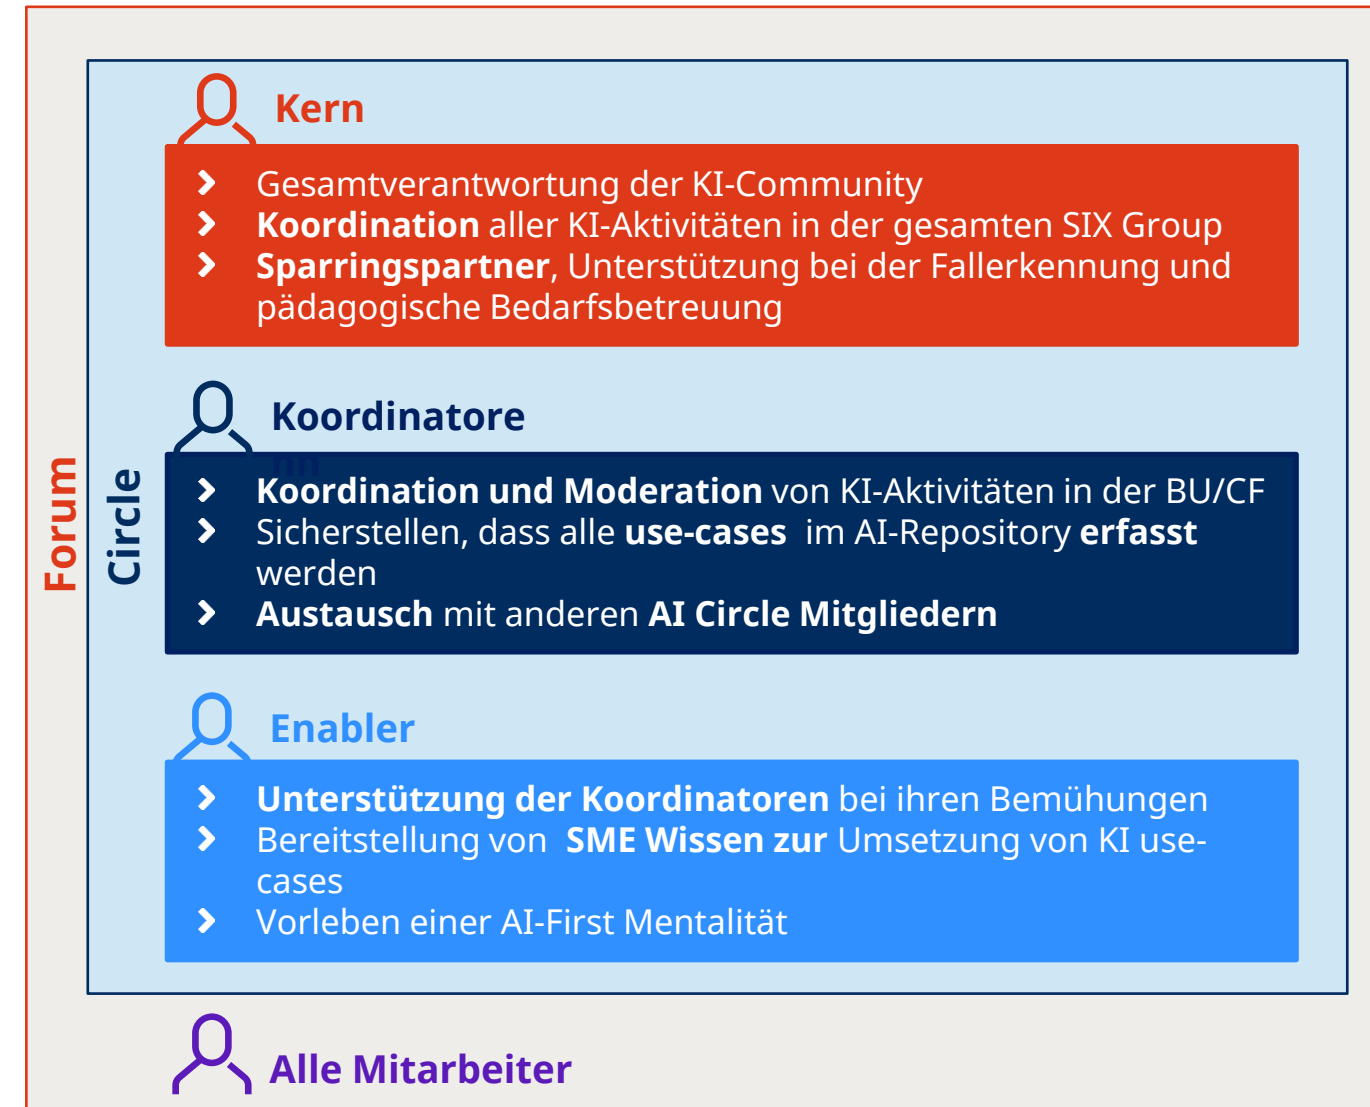 Kern
Gesamtverantwortung der KI-Community
Koordination aller KI-Aktivitäten in der gesamten SIX Group
Sparringspartner, Unterstützung bei der Fallerkennung und
pädagogische Bedarfsbetreuung
Forum
Circle
Koordinatore
nn
Koordination und Moderation von KI-Aktivitäten in der BU/CF
Sicherstellen, dass alle use-cases im AI-Repository erfasst
werden
Austausch mit anderen AI Circle Mitgliedern
Enabler
Unterstützung der Koordinatoren bei ihren Bemühungen
Bereitstellung von SME Wissen zur Umsetzung von KI use-
cases
Vorleben einer AI-First Mentalität
Alle Mitarbeiter